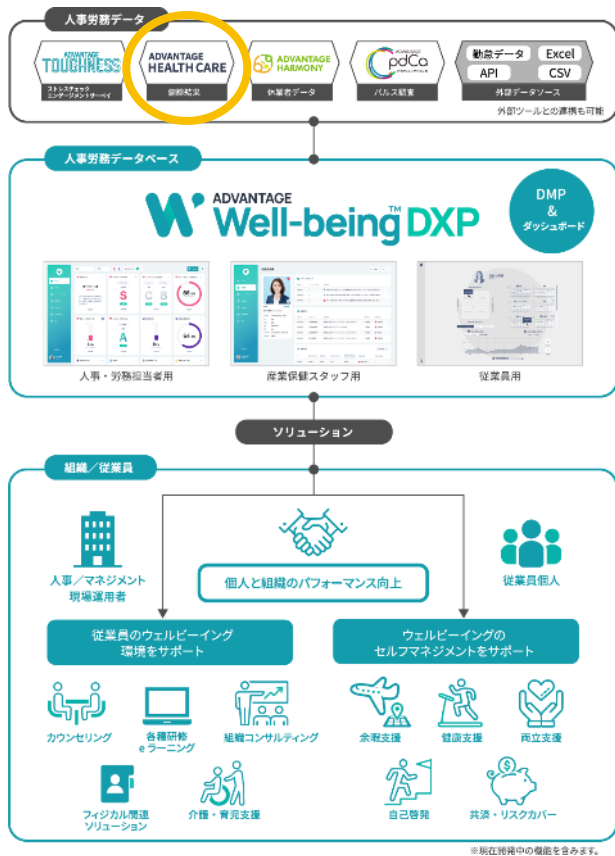 人事労務データ
ADVANTAGE
TOUGHNESS
ストレスチェック
エンゲージメントサーベイ
ADVANTAGE
HEALTH CARE
健診結果
ADVANTAGE
HARMONY
休業者データ
pdCa
パルス調査
勤怠データ
Excel
API
CSV
外部データソース
外部ツールとの連携も可能
人事労務データベース
ADVANTAGE
Well-being™ DXP
DMP
&
ダッシュボード
人事・労務担当者用
産業保健スタッフ用
従業員用
ソリューション
組織／従業員
人事／マネジメント
現場運用者
個人と組織のパフォーマンス向上
従業員個人
従業員のウェルビーイング
環境をサポート
ウェルビーイングの
セルフマネジメントをサポート
カウンセリング
各種研修
eラーニング
組織コンサルティング
余暇支援
健康支援
両立支援
フィジカル関連
ソリューション
介護・育児支援
自己啓発
共済・リスクカバー
※現在開発中の機能を含みます。